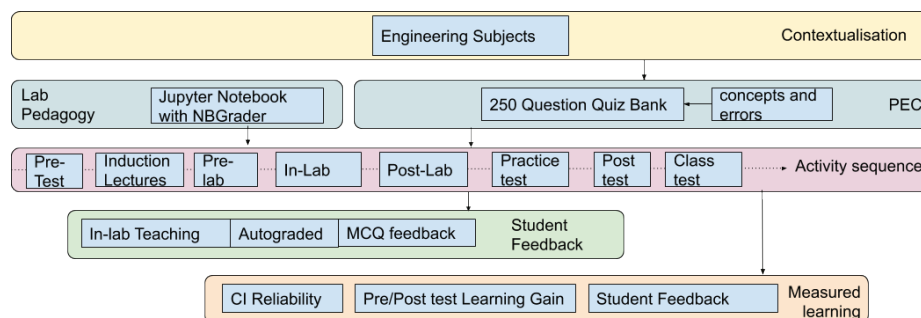 Engineering Subjects
Contextualisation
Lab
Pedagogy
Jupyter Notebook
with NBGrader
250 Question Quiz Bank
concepts and
errors
PEC
Pre-
Test
Induction
Lectures
Pre-
lab
In-Lab
Post-Lab
Practice
test
Post
test
Class
test
Activity sequence
In-lab Teaching
Autograded
MCQ feedback
Student
Feedback
CI Reliability
Pre/Post test Learning Gain
Student Feedback
Measured
learning